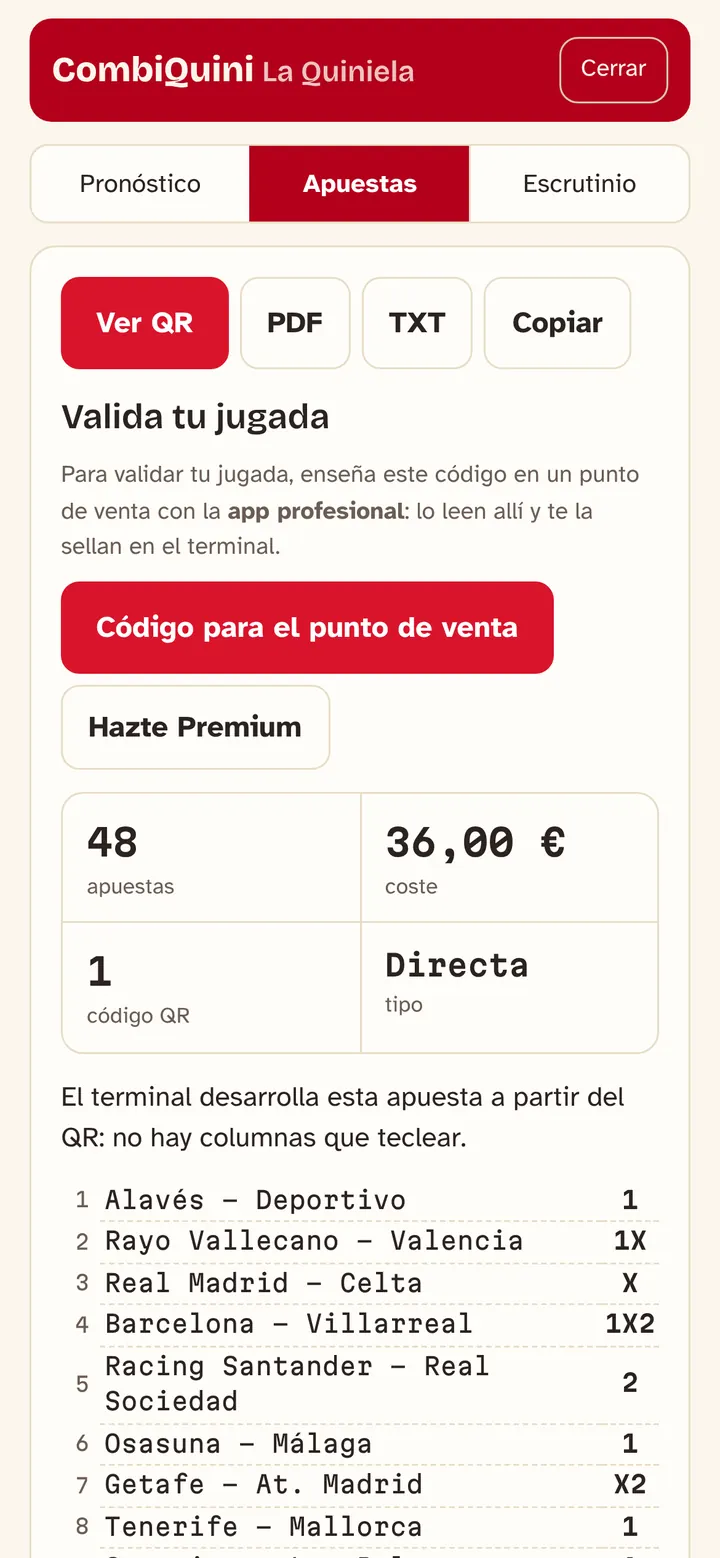 CombiQuini La Quiniela
Cerrar
Pronóstico
Apuestas
Escrutinio
Ver QR
PDF
TXT
Copiar
Valida tu jugada
Para validar tu jugada, enseña este código en un punto
de venta con la app profesional: lo leen allí y te la
sellan en el terminal.
Código para el punto de venta
Hazte Premium
48
apuestas
36,00 €
coste
1
código QR
Directa
tipo
El terminal desarrolla esta apuesta a partir del
QR: no hay columnas que teclear.
1 Alavés – Deportivo 1
2 Rayo Vallecano – Valencia 1X
3 Real Madrid – Celta X
4 Barcelona – Villarreal 1X2
5 Racing Santander – Real
Sociedad 2
6 Osasuna – Málaga 1
7 Getafe – At. Madrid X2
8 Tenerife – Mallorca 1